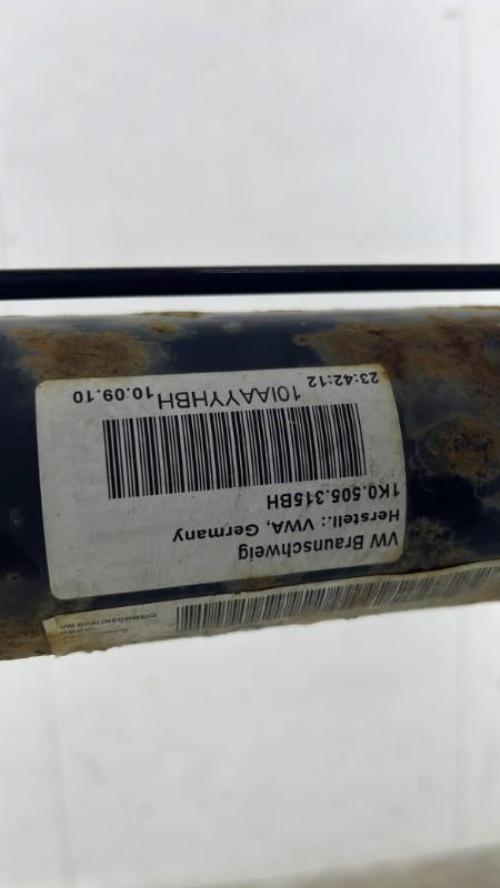 VW Braunschweig
Herstell.: VWA, Germany
1K0.505.315BH
10IAAYYHBH
23:42:12
10.09.10